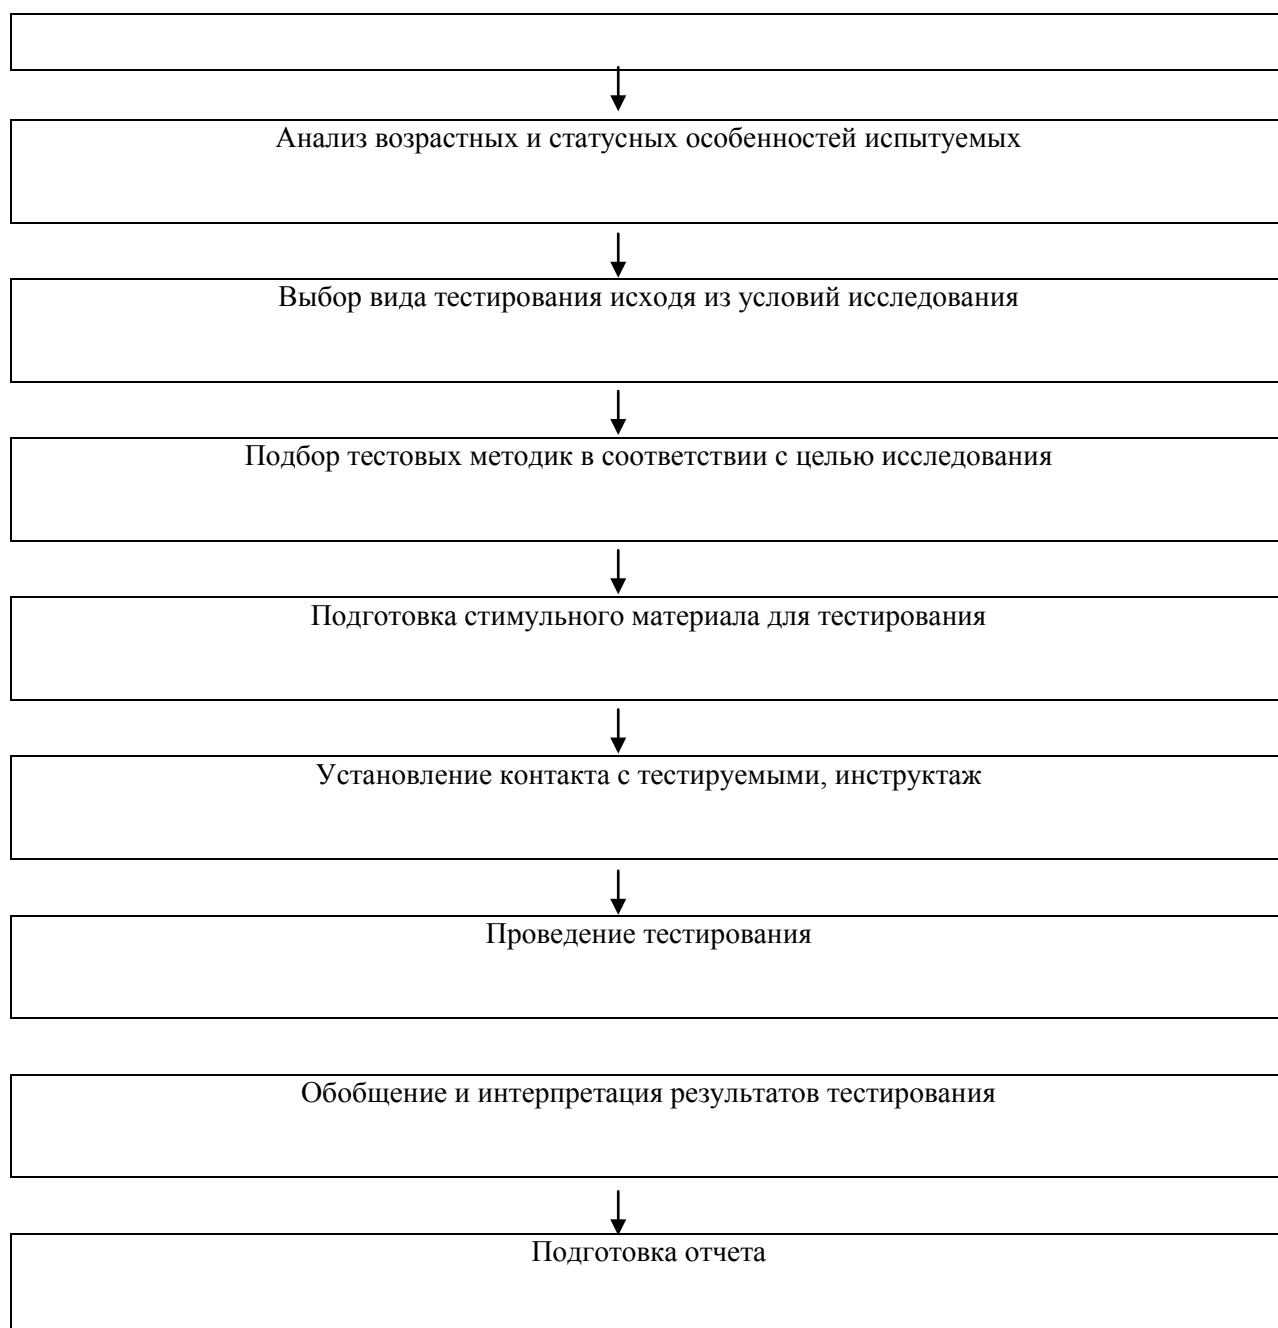 Анализ возрастных и статусных особенностей испытуемых
Выбор вида тестирования исходя из условий исследования
Подбор тестовых методик в соответствии с целью исследования
Подготовка стимульного материала для тестирования
Установление контакта с тестируемыми, инструктаж
Проведение тестирования
Обобщение и интерпретация результатов тестирования
Подготовка отчета